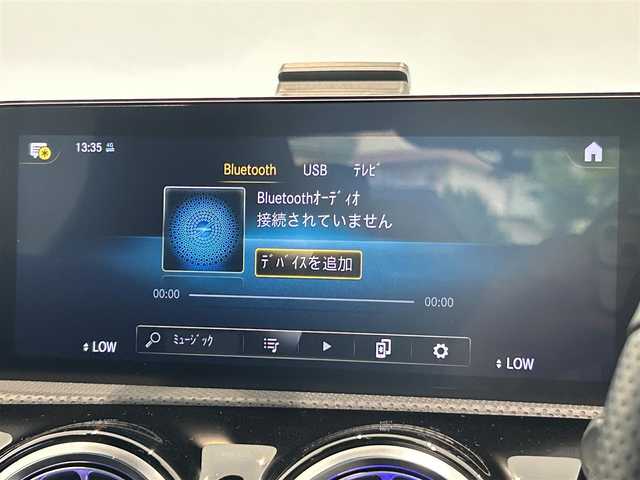 13:35 4G
Bluetooth USB テレビ
Bluetoothオーディオ
接続されていません
デバイスを追加
00:00 00:00
ミュージック
LOW LOW